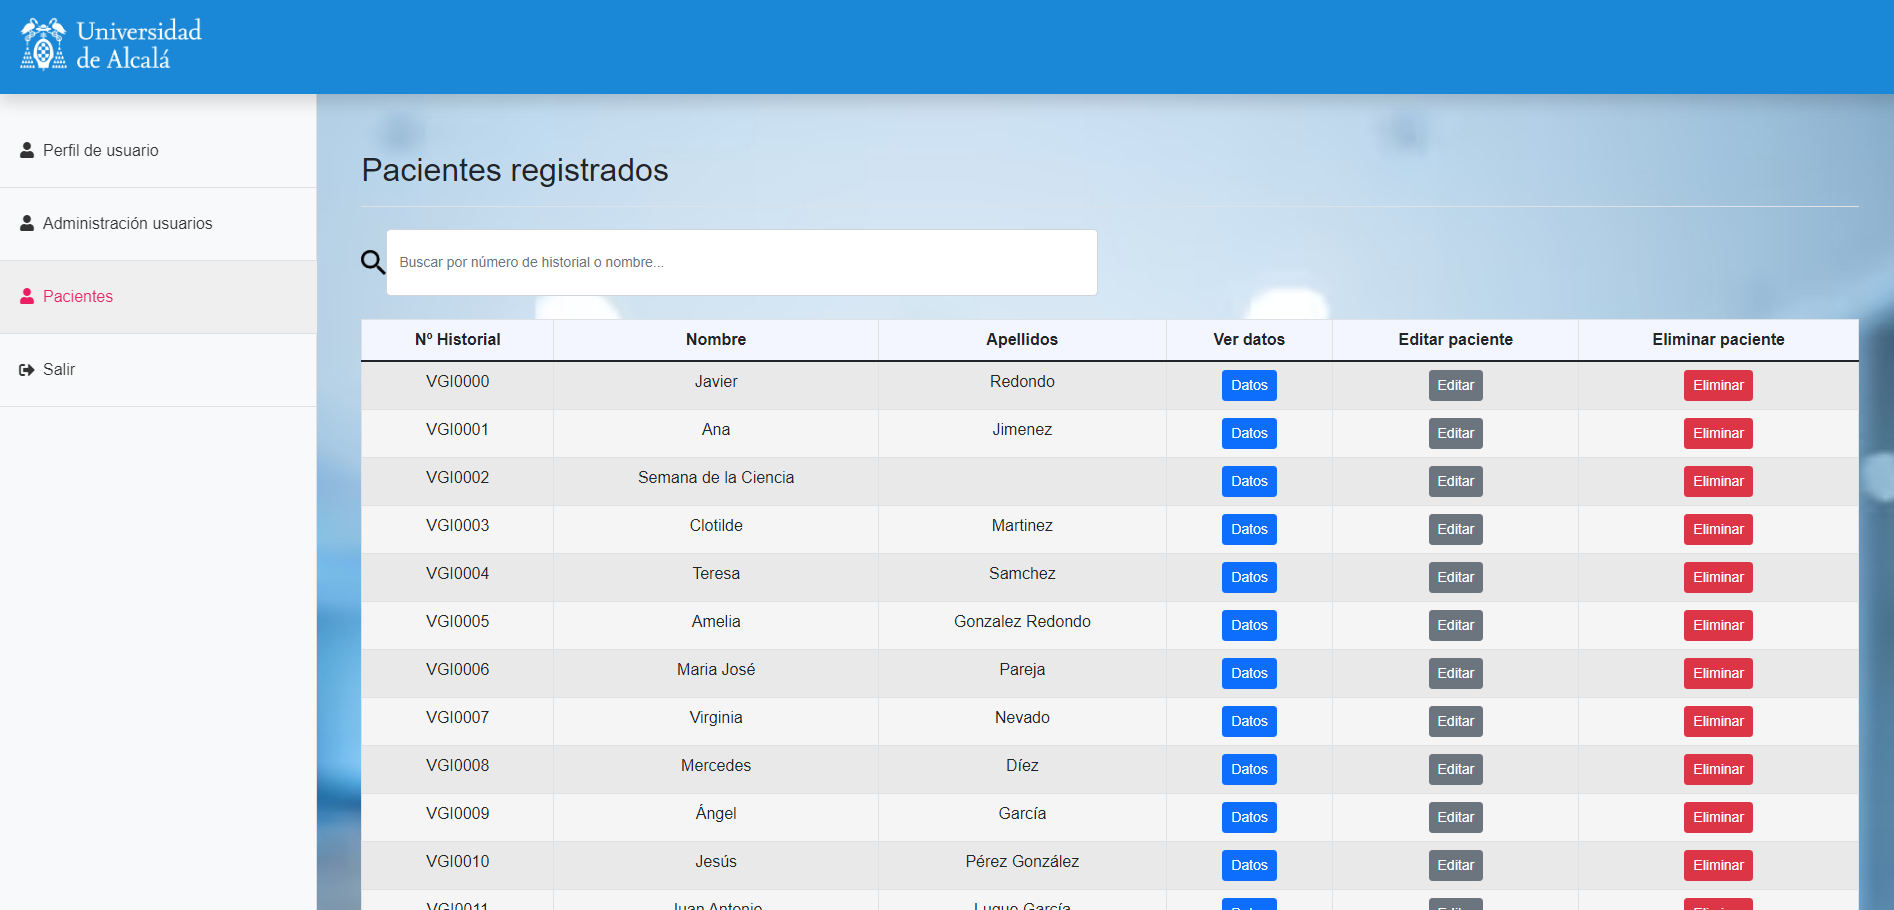 Universidad
de Alcalá
Perfil de usuario
Administración usuarios
Pacientes
Salir
Pacientes registrados
Buscar por número de historial o nombre...
Nº Historial Nombre Apellidos Ver datos Editar paciente Eliminar paciente
VGI0000 Javier Redondo Datos Editar Eliminar
VGI0001 Ana Jimenez Datos Editar Eliminar
VGI0002 Semana de la Ciencia Datos Editar Eliminar
VGI0003 Clotilde Martinez Datos Editar Eliminar
VGI0004 Teresa Samchez Datos Editar Eliminar
VGI0005 Amelia Gonzalez Redondo Datos Editar Eliminar
VGI0006 Maria José Pareja Datos Editar Eliminar
VGI0007 Virginia Nevado Datos Editar Eliminar
VGI0008 Mercedes Díez Datos Editar Eliminar
VGI0009 Ángel García Datos Editar Eliminar
VGI0010 Jesús Pérez González Datos Editar Eliminar
VGI0011 Juan Antonio Luque García Datos Editar Eliminar